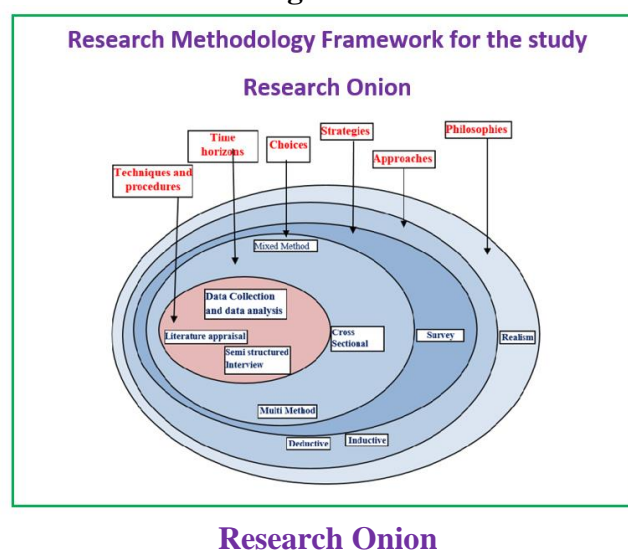 Research Methodology Framework for the study
Research Onion
Philosophies
Strategies
Time
horizons
Choices
Approaches
Techniques and
procedures
Mixed Method
Data Collection
and data analysis
Literature appraisal
Cross
Sectional
Survey
Realism
Semi structured
Interview
Multi Method
Deductive
Inductive
Research Onion